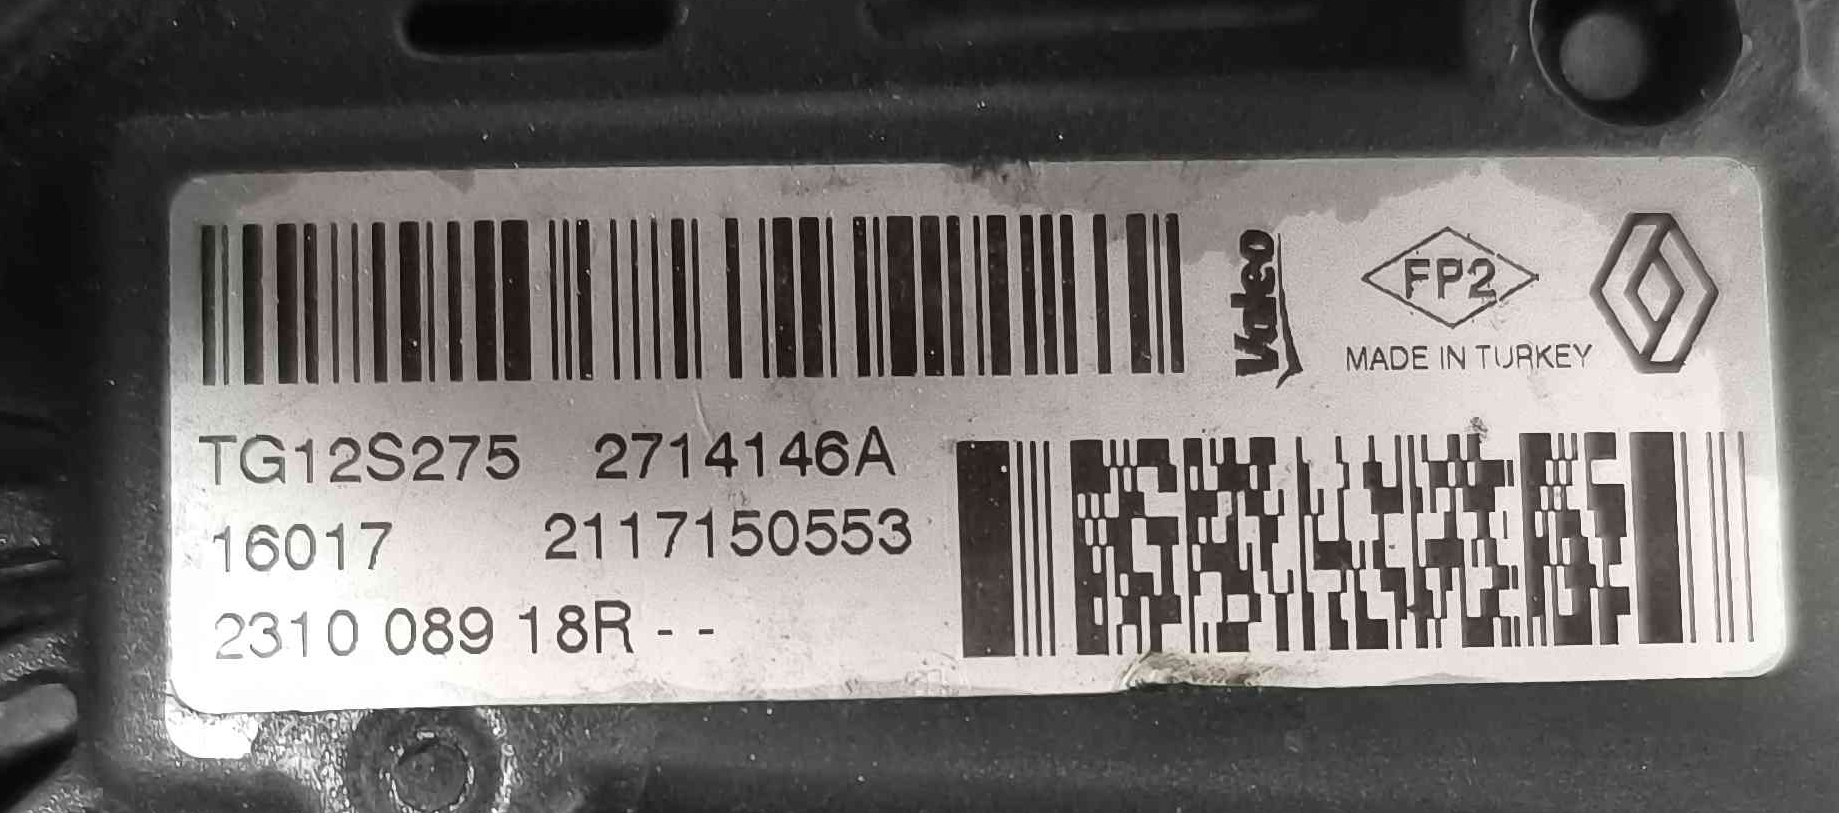 Valeo
FP2
MADE IN TURKEY
TG12S275 2714146A
16017 2117150553
2310 089 18R - -